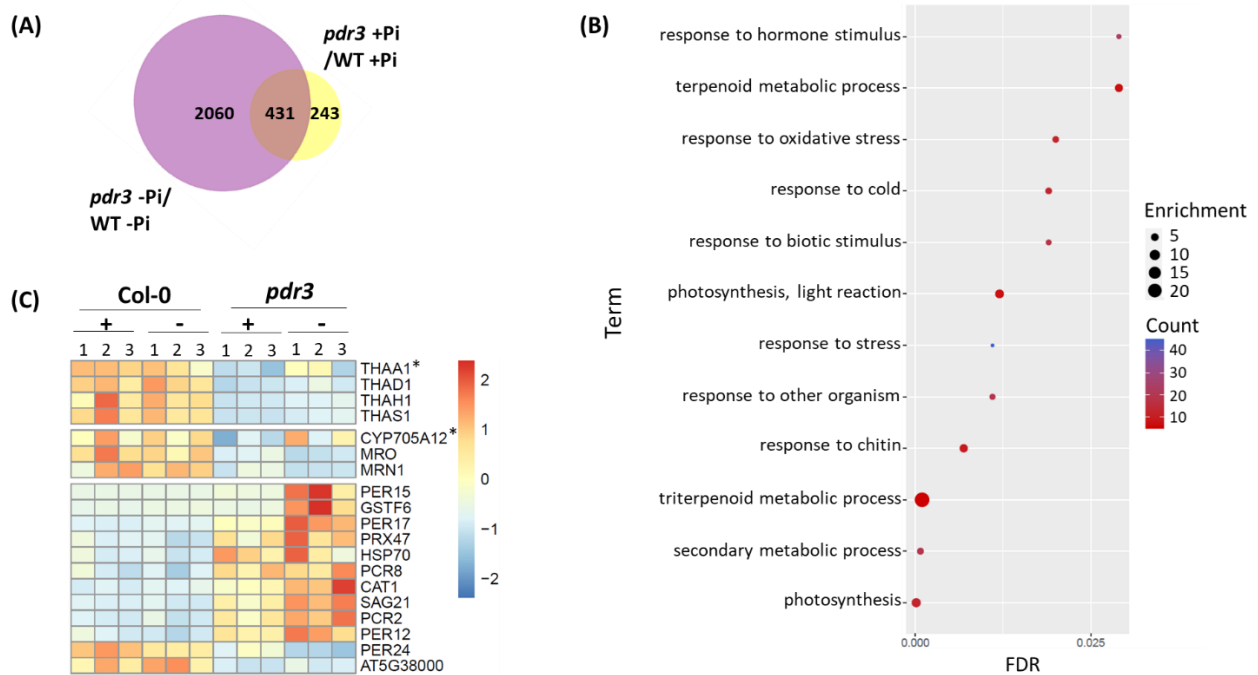 (A)
pdr3 +Pi
/WT +Pi
2060
431
243
pdr3 -Pi/
WT -Pi
(B)
response to hormone stimulus
terpenoid metabolic process
response to oxidative stress
response to cold
response to biotic stimulus
photosynthesis, light reaction
response to stress
response to other organism
response to chitin
triterpenoid metabolic process
secondary metabolic process
photosynthesis
Term
0.000
0.025
FDR
Enrichment
5
10
15
20
Count
40
30
20
10
(C)
Col-0
pdr3
+ - + -
1 2 3 1 2 3 1 2 3 1 2 3
THAA1*
THAD1
THAH1
THAS1
CYP705A12*
MRO
MRN1
PER15
GSTF6
PER17
PRX47
HSP70
PCR8
CAT1
SAG21
PCR2
PER12
PER24
AT5G38000
2
1
0
−1
−2